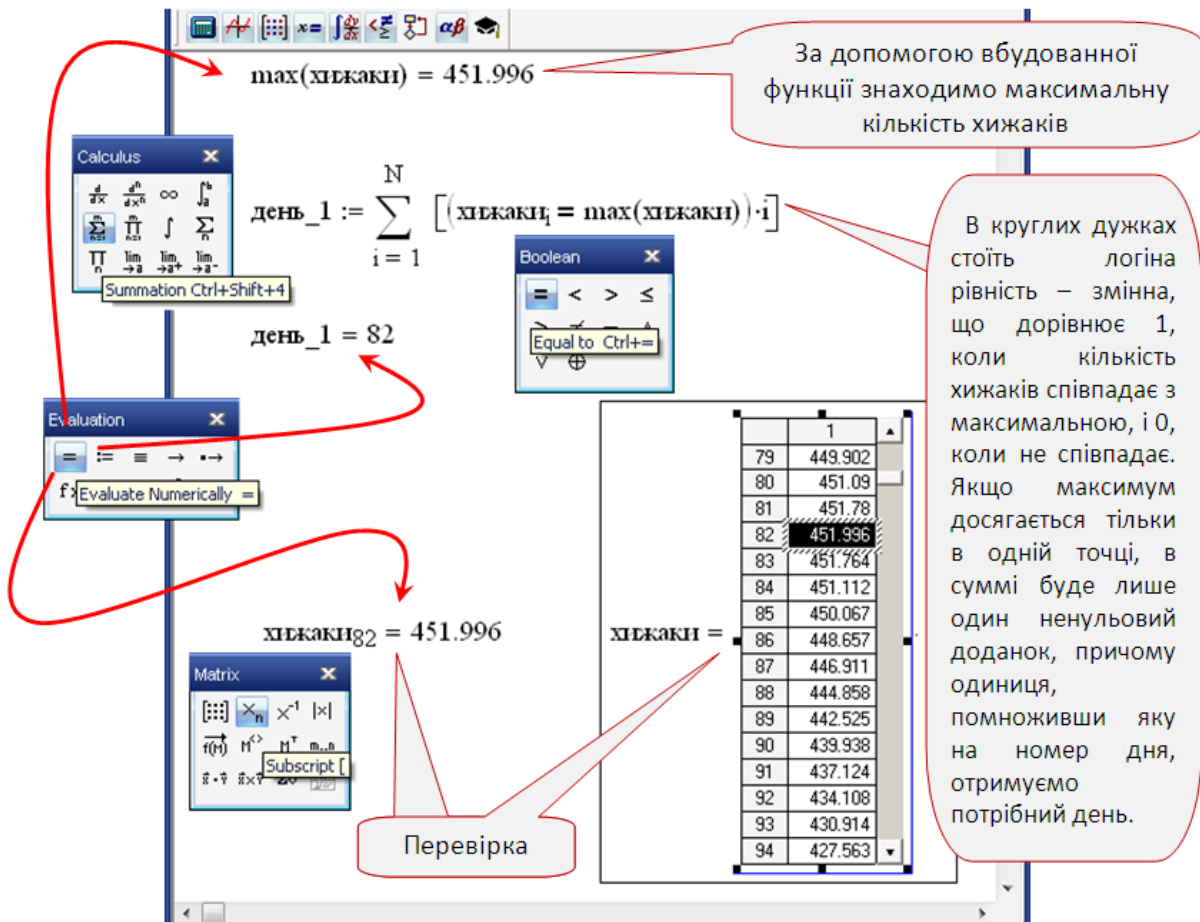 max(хижаки) = 451.996
За допомогою вбудованної
функції знаходимо максимальну
кількість хижаків
Calculus
день_1 := ∑ [(хижаки i = max(хижаки))·i]
N
i = 1
Summation Ctrl+Shift+4
Boolean
= < > ≤
Equal to Ctrl+=
день_1 = 82
В круглих дужках
стоїть логіна
рівність – змінна,
що дорівнює 1,
коли кількість
хижаків співпадає з
максимальною, і 0,
коли не співпадає.
Якщо максимум
досягається тільки
в одній точці, в
суммі буде лише
один ненульовий
доданок, причому
одиниця,
помноживши яку
на номер дня,
отримуємо
потрібний день.
Evaluation
= := ≡ →
Evaluate Numerically =
хижаки82 = 451.996
Matrix
Subscript [
Перевірка
хижаки =
1
79 449.902
80 451.09
81 451.78
82 451.996
83 451.764
84 451.112
85 450.067
86 448.657
87 446.911
88 444.858
89 442.525
90 439.938
91 437.124
92 434.108
93 430.914
94 427.563